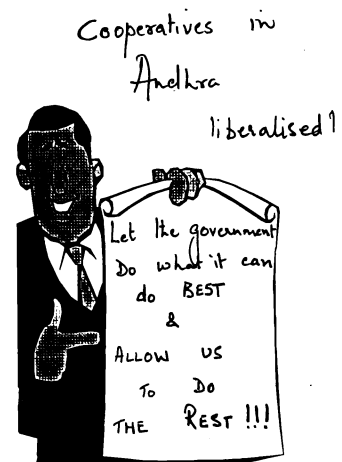 Cooperatives in
Andhra
liberalised?
Let the government
Do what it can
do BEST
&
ALLOW US
To Do
THE REST!!!